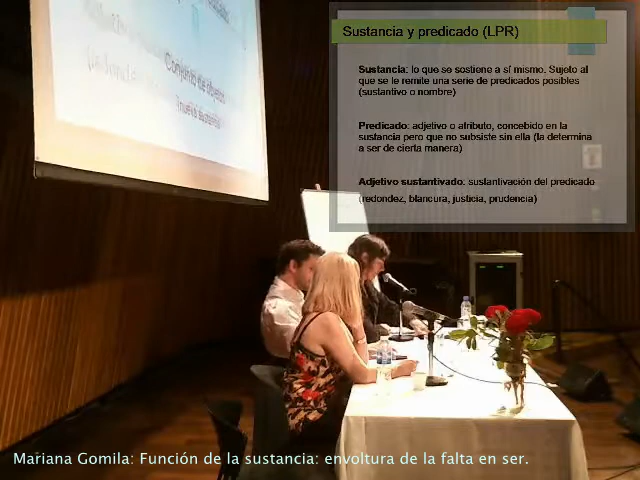 Conjunto de objetos
Sustancia y predicado (LPR)
Sustancia: lo que se sostiene a sí mismo. Sujeto al
que se le remite una serie de predicados posibles
(sustantivo o nombre)
Predicado: adjetivo o atributo, concebido en la
sustancia pero que no subsiste sin ella (la determina
a ser de cierta manera)
Adjetivo sustantivado: sustantivación del predicado
(redondez, blancura, justicia, prudencia)
Mariana Gomila: Función de la sustancia: envoltura de la falta en ser.